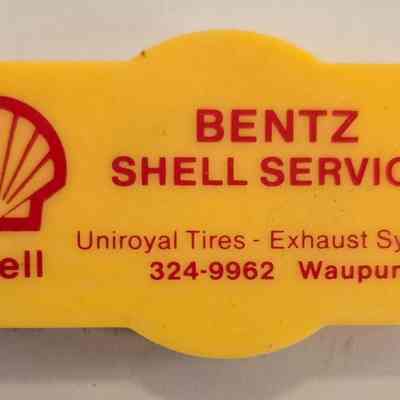 BENTZ
SHELL SERVIC
Uniroyal Tires - Exhaust Sy
324-9962 Waupun
ell